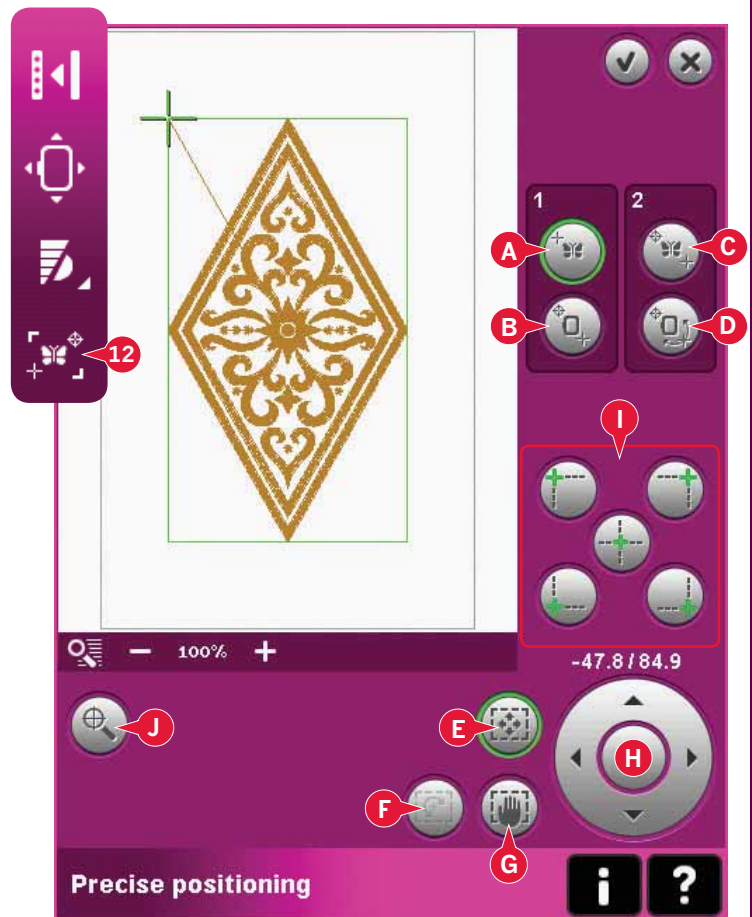 1
2
A
C
B
D
12
I
-47.8/84.9
100%
J
E
H
F
G
Precise positioning
i
?